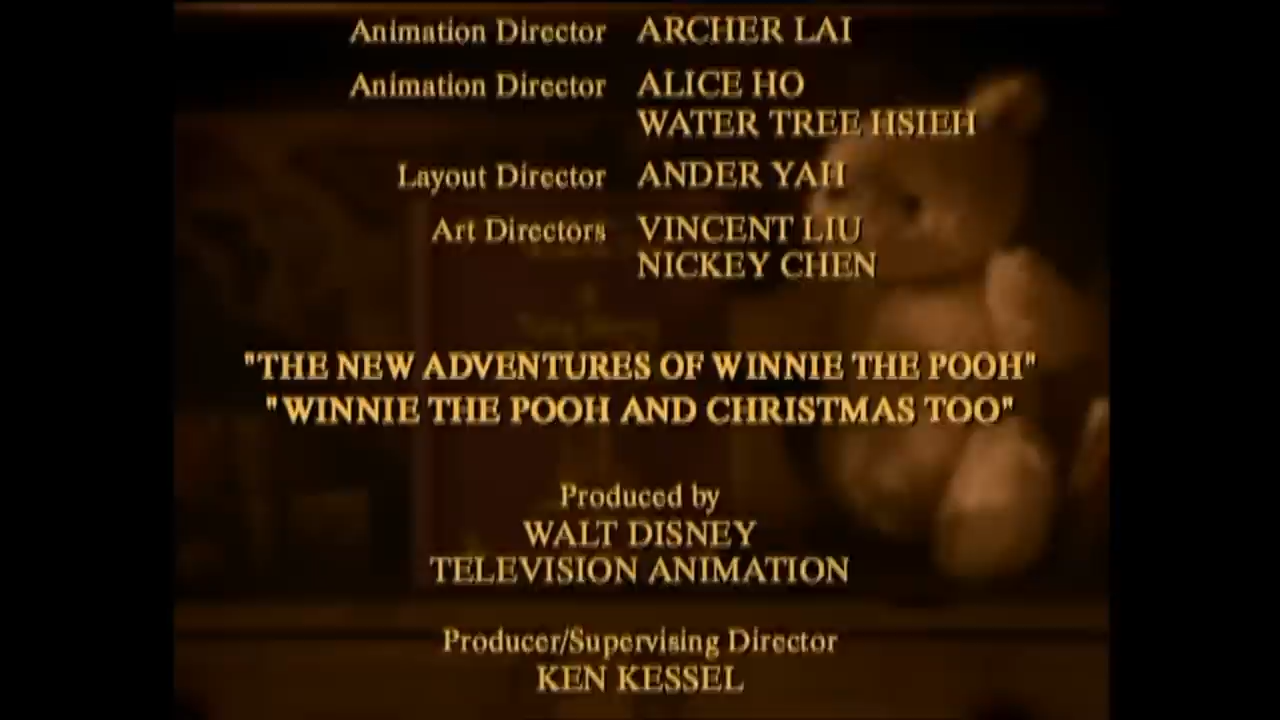 Animation Director ARCHER LAI
Animation Director ALICE HO
WATER TREE HSIEH
Layout Director ANDER YAH
Art Directors VINCENT LIU
NICKEY CHEN
"THE NEW ADVENTURES OF WINNIE THE POOH"
"WINNIE THE POOH AND CHRISTMAS TOO"
Produced by
WALT DISNEY
TELEVISION ANIMATION
Producer/Supervising Director
KEN KESSEL